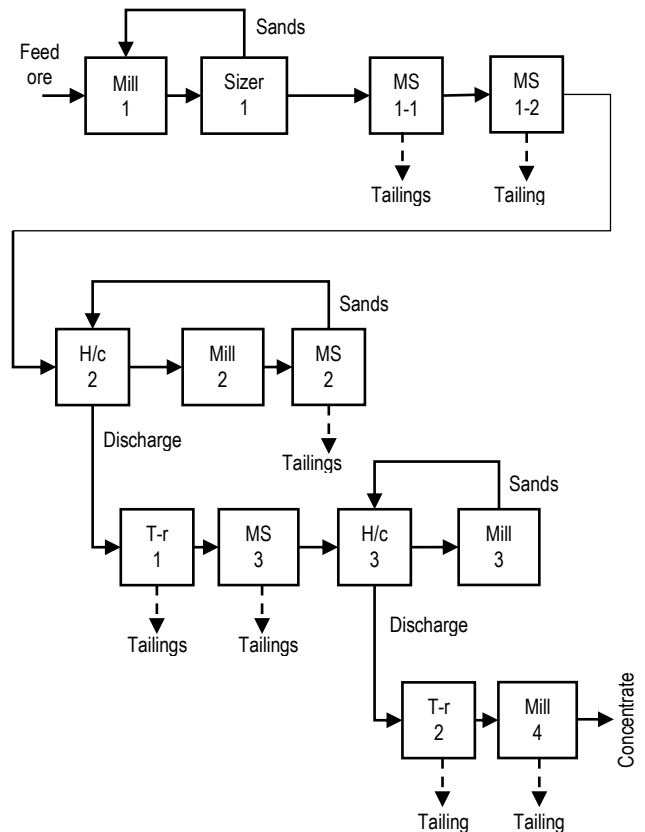 Sands
Feed
ore
Mill
1
Sizer
1
MS
1-1
MS
1-2
Tailings
Tailing
Sands
H/c
2
Mill
2
MS
2
Discharge
Tailings
Sands
T-r
1
MS
3
H/c
3
Mill
3
Tailings
Tailings
Discharge
T-r
2
Mill
4
Concentrate
Tailing
Tailing